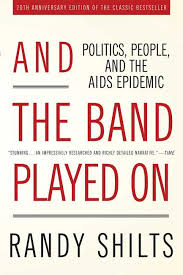 20TH ANNIVERSARY EDITION OF THE CLASSIC BESTSELLER
AND
POLITICS, PEOPLE,
AND THE
AIDS EPIDEMIC
THE BAND
"STUNNING . . . AN IMPRESSIVELY RESEARCHED AND RICHLY DETAILED NARRATIVE." —TIME
PLAYED ON
RANDY SHILTS